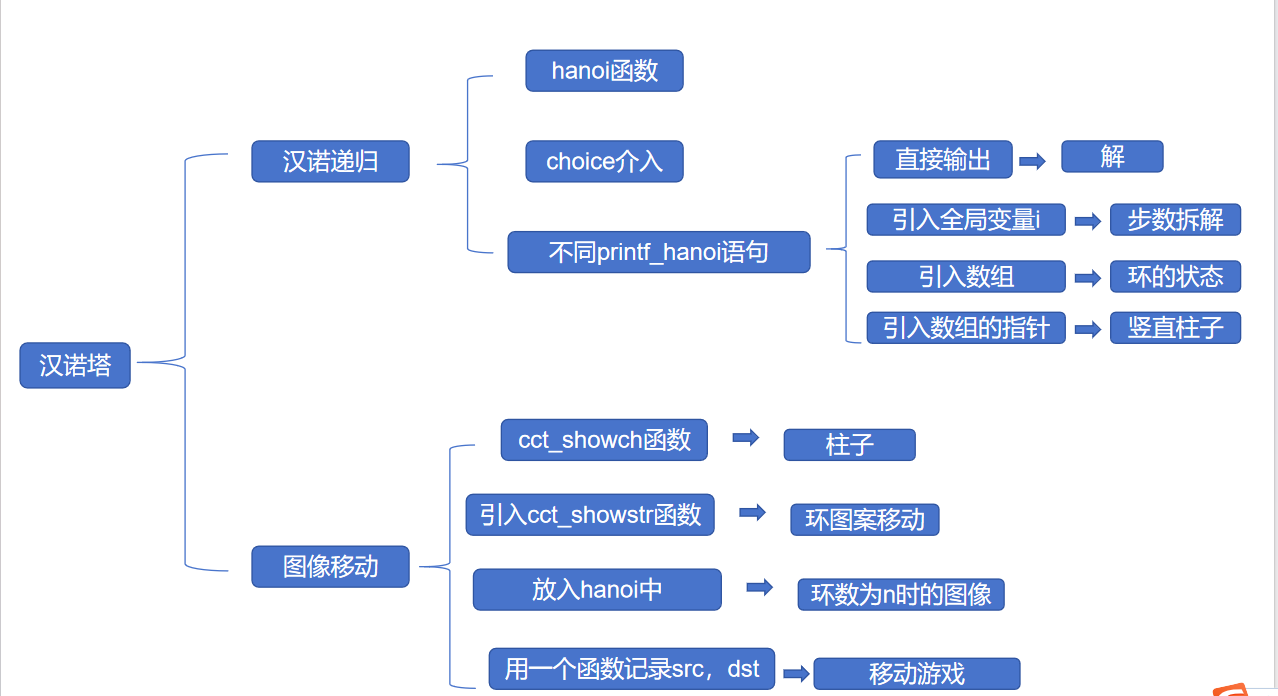 汉诺塔
汉诺递归
hanoi函数
choice介入
不同printf_hanoi语句
直接输出
解
引入全局变量i
步数拆解
引入数组
环的状态
引入数组的指针
竖直柱子
图像移动
cct_showch函数
柱子
引入cct_showstr函数
环图案移动
放入hanoi中
环数为n时的图像
用一个函数记录src，dst
移动游戏